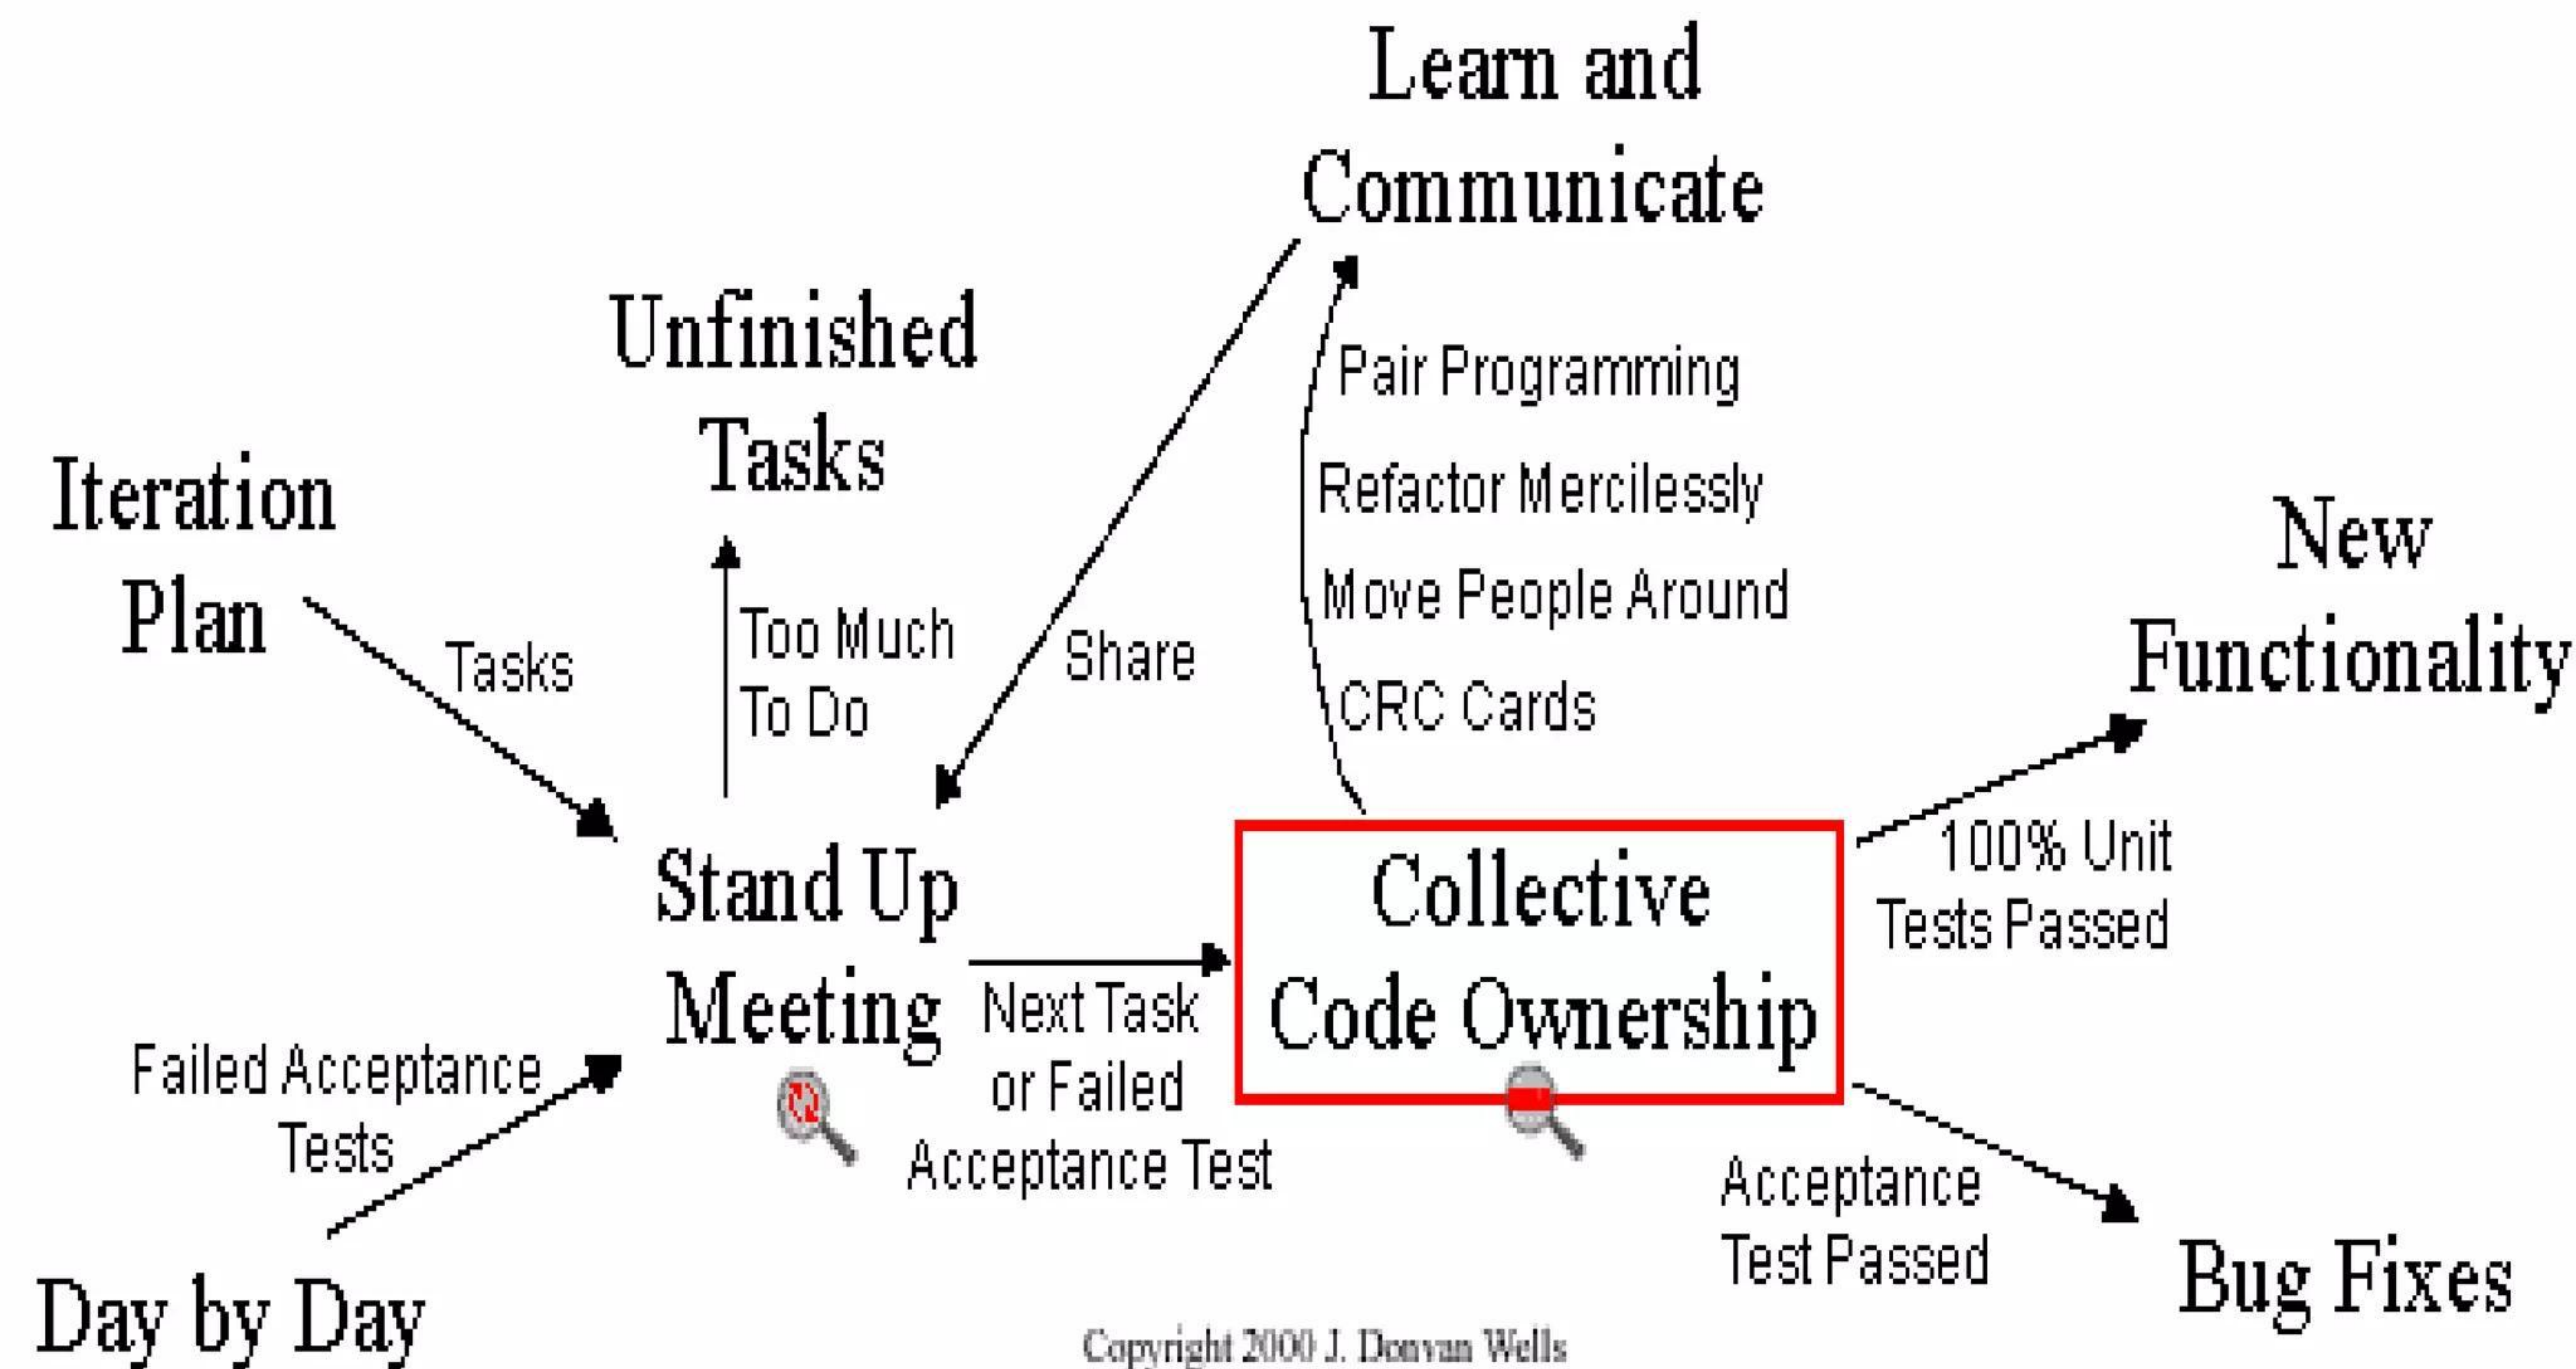 Learn and
Communicate
Unfinished
Tasks
Pair Programming
Refactor Mercilessly
Move People Around
CRC Cards
Iteration
Plan
Tasks
Too Much
To Do
Share
New
Functionality
Stand Up
Meeting
Next Task
or Failed
Acceptance Test
Collective
Code Ownership
100% Unit
Tests Passed
Failed Acceptance
Tests
Day by Day
Acceptance
Test Passed
Bug Fixes
Copyright 2000 J. Donvan Wells